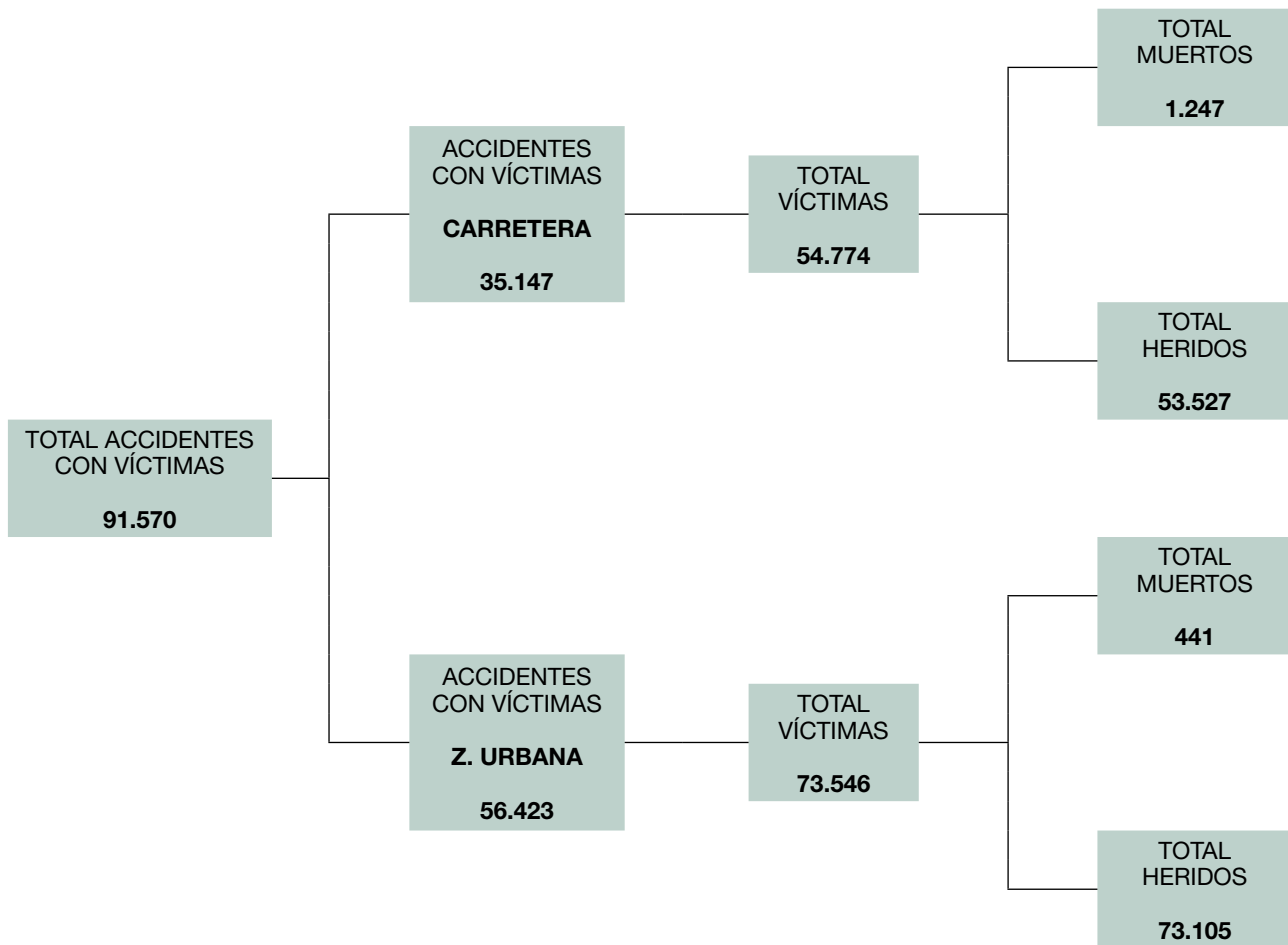 TOTAL ACCIDENTES
CON VÍCTIMAS
91.570
ACCIDENTES
CON VÍCTIMAS
CARRETERA
35.147
TOTAL
VÍCTIMAS
54.774
TOTAL
MUERTOS
1.247
TOTAL
HERIDOS
53.527
ACCIDENTES
CON VÍCTIMAS
Z. URBANA
56.423
TOTAL
VÍCTIMAS
73.546
TOTAL
MUERTOS
441
TOTAL
HERIDOS
73.105